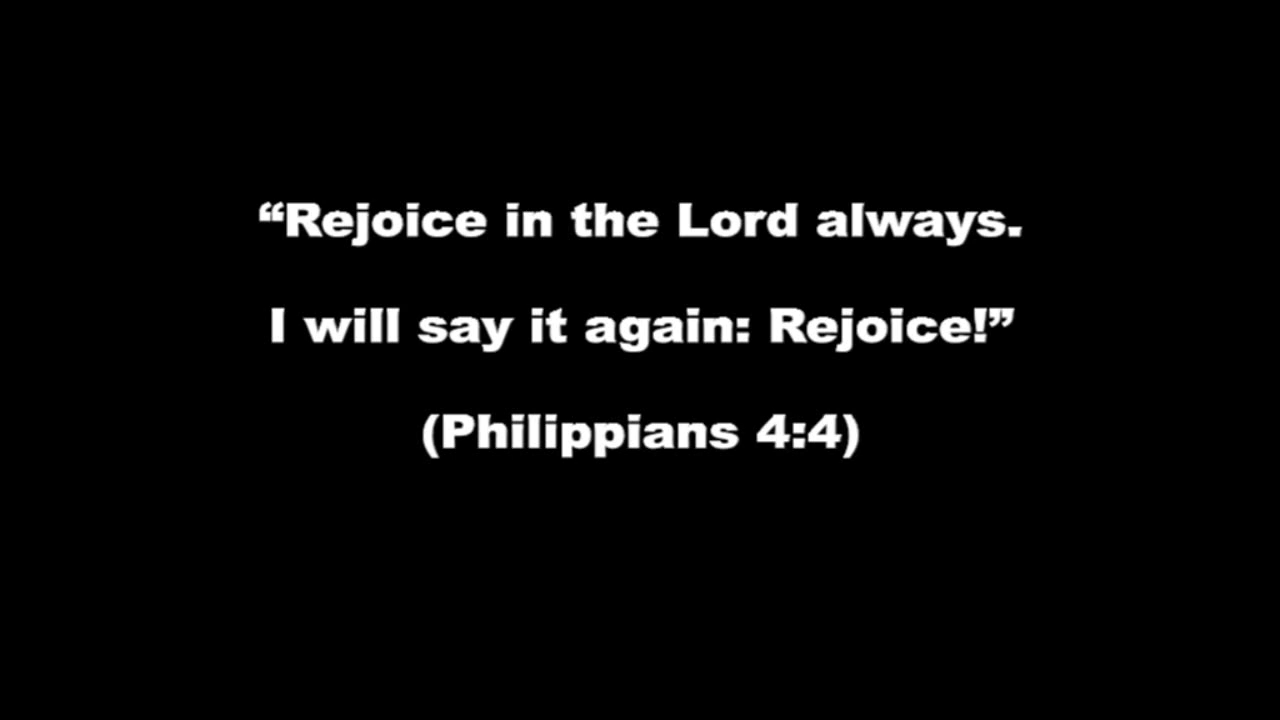 “Rejoice in the Lord always.
I will say it again: Rejoice!”
(Philippians 4:4)